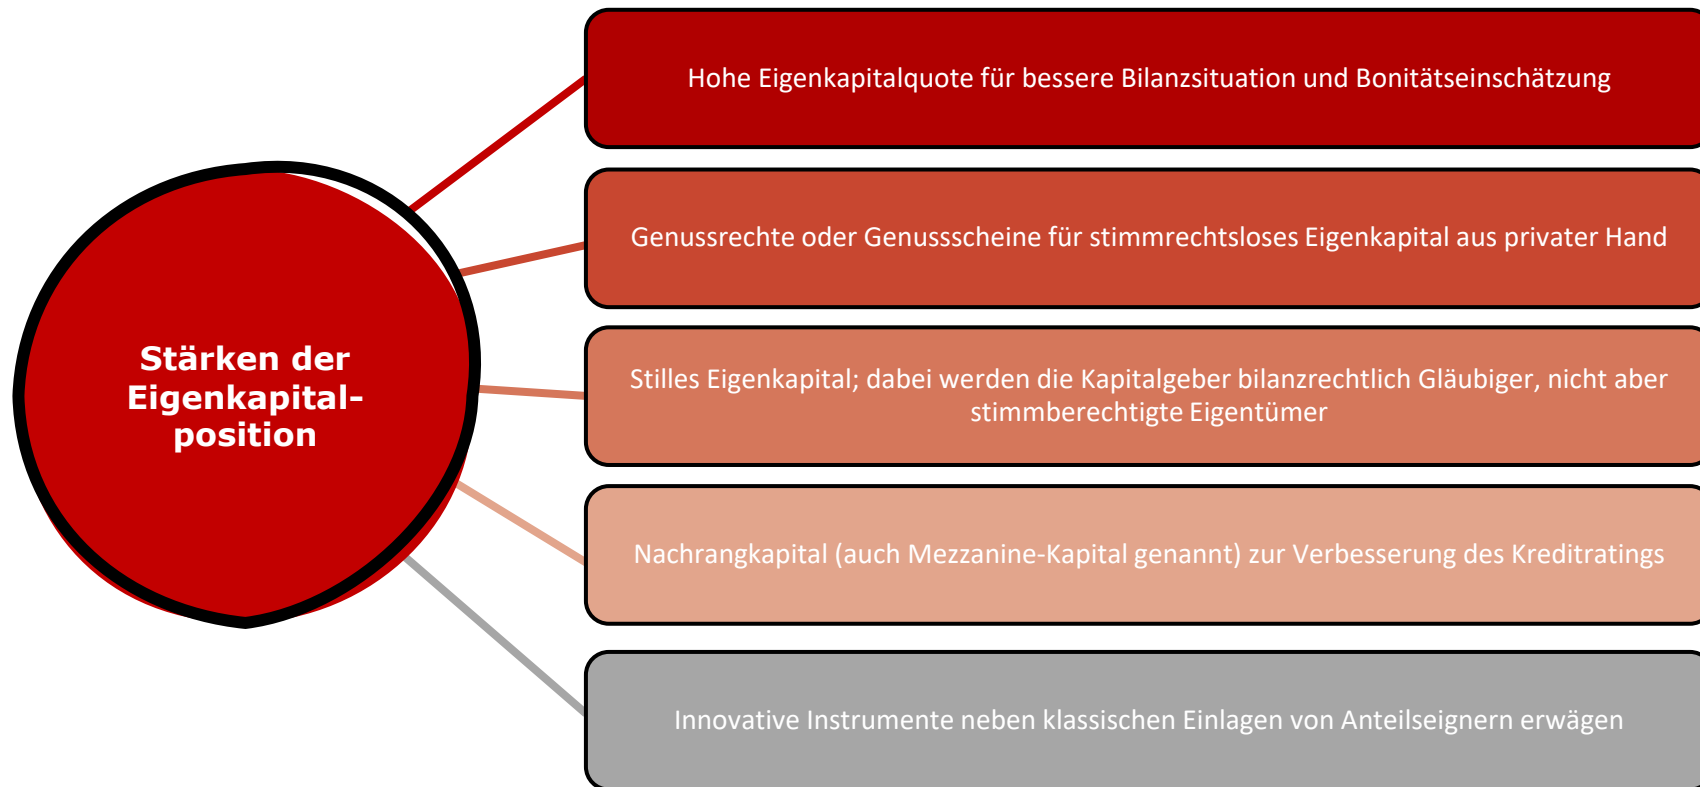 Stärken der
Eigenkapital-
position
Hohe Eigenkapitalquote für bessere Bilanzsituation und Bonitätseinschätzung
Genussrechte oder Genussscheine für stimmrechtsloses Eigenkapital aus privater Hand
Stilles Eigenkapital; dabei werden die Kapitalgeber bilanzrechtlich Gläubiger, nicht aber
stimmberechtigte Eigentümer
Nachrangkapital (auch Mezzanine-Kapital genannt) zur Verbesserung des Kreditratings
Innovative Instrumente neben klassischen Einlagen von Anteilseignern erwägen